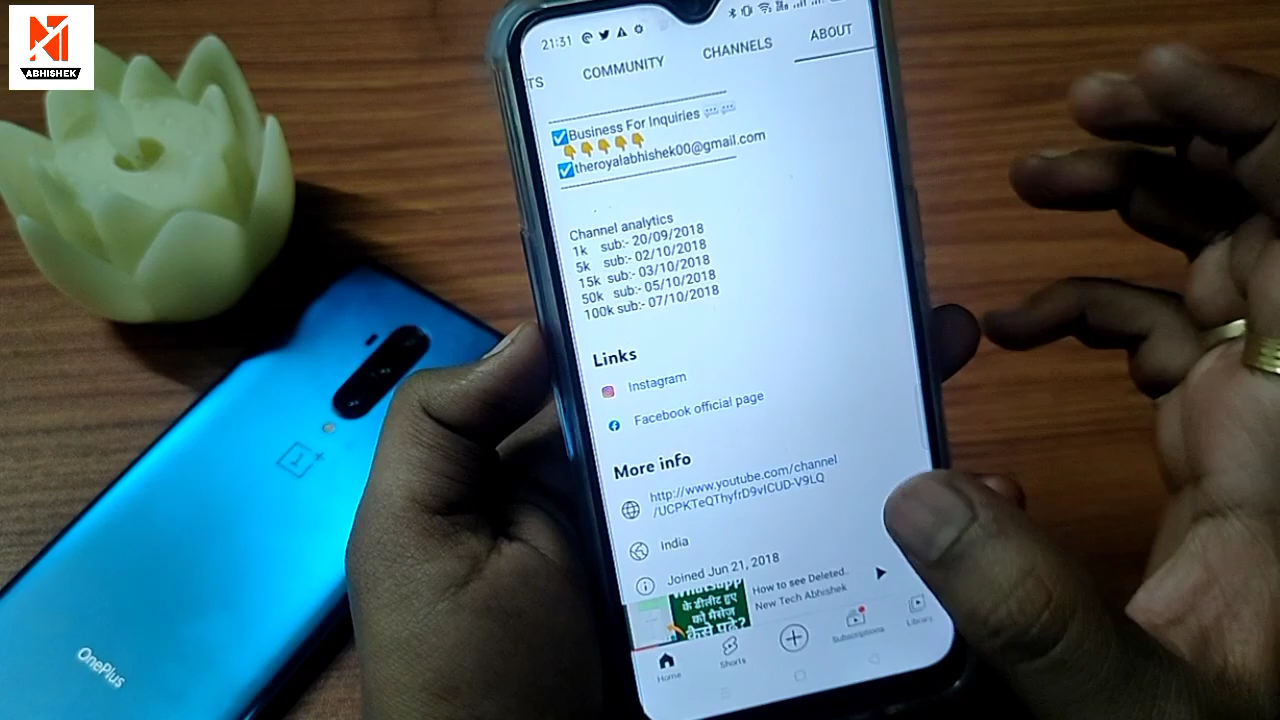 ABHISHEK
21:31
TS COMMUNITY CHANNELS ABOUT
✅Business For Inquiries
👇👇👇👇👇
✅theroyalabhishek00@gmail.com
Channel analytics
1k sub:- 20/09/2018
5k sub:- 02/10/2018
15k sub:- 03/10/2018
50k sub:- 05/10/2018
100k sub:- 07/10/2018
Links
Instagram
Facebook official page
More info
http://www.youtube.com/channel
/UCPKTeQThyfrD9vICUD-V9LQ
India
Joined Jun 21, 2018
How to see Deleted..
New Tech Abhishek
के डीलीट हुए
को मैसेज
कैसे पढे?
Home Shorts Subscriptions Library
OnePlus